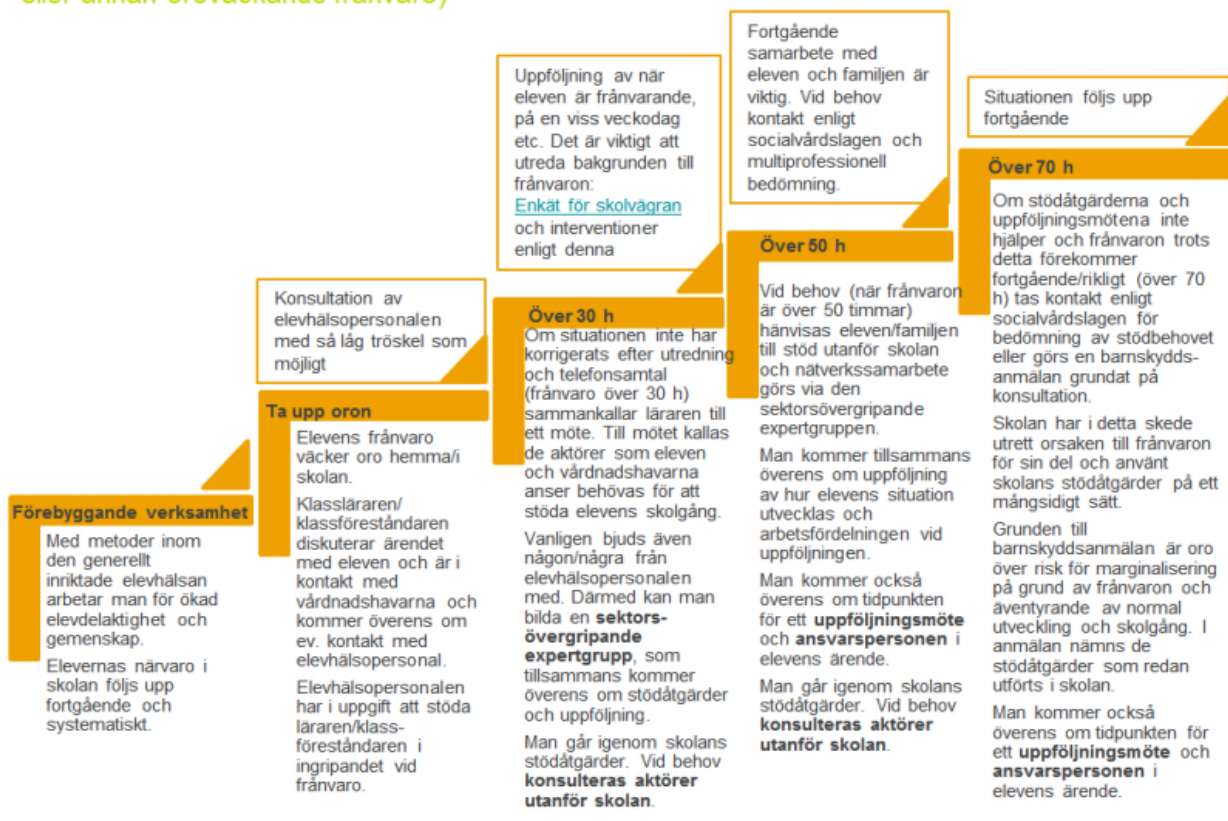 eller annan oroväckande frånvaro)
Förebyggande verksamhet
Med metoder inom
den generellt
inriktade elevhälsan
arbetar man för ökad
elevdelaktighet och
gemenskap.
Elevernas närvaro i
skolan följs upp
fortgående och
systematiskt.
Konsultation av
elevhälsopersonalen
med så låg tröskel som
möjligt
Ta upp oron
Elevens frånvaro
väcker oro hemma/i
skolan.
Klassläraren/
klassföreståndaren
diskuterar ärendet
med eleven och är i
kontakt med
vårdnadshavarna och
kommer överens om
ev. kontakt med
elevhälsopersonal.
Elevhälsopersonalen
har i uppgift att stöda
läraren/klass-
föreståndaren i
ingripandet vid
frånvaro.
Uppföljning av när
eleven är frånvarande,
på en viss veckodag
etc. Det är viktigt att
utreda bakgrunden till
frånvaron:
Enkät för skolvägran
och interventioner
enligt denna
Över 30 h
Om situationen inte har
korrigerats efter utredning
och telefonsamtal
(frånvaro över 30 h)
sammankallar läraren till
ett möte. Till mötet kallas
de aktörer som eleven
och vårdnadshavarna
anser behövas för att
stöda elevens skolgång.
Vanligen bjuds även
någon/några från
elevhälsopersonalen
med. Därmed kan man
bilda en sektors-
övergripande
expertgrupp, som
tillsammans kommer
överens om stödåtgärder
och uppföljning.
Man går igenom skolans
stödåtgärder. Vid behov
konsulteras aktörer
utanför skolan.
Fortgående
samarbete med
eleven och familjen är
viktig. Vid behov
kontakt enligt
socialvårdslagen och
multiprofessionell
bedömning.
Över 50 h
Vid behov (när frånvaron
är över 50 timmar)
hänvisas eleven/familjen
till stöd utanför skolan
och nätverkssamarbete
görs via den
sektorsövergripande
expertgruppen.
Man kommer tillsammans
överens om uppföljning
av hur elevens situation
utvecklas och
arbetsfördelningen vid
uppföljningen.
Man kommer också
överens om tidpunkten
för ett uppföljningsmöte
och ansvarspersonen i
elevens ärende.
Man går igenom skolans
stödåtgärder. Vid behov
konsulteras aktörer
utanför skolan.
Situationen följs upp
fortgående
Över 70 h
Om stödåtgärderna och
uppföljningsmötena inte
hjälper och frånvaron trots
detta förekommer
fortgående/rikligt (över 70
h) tas kontakt enligt
socialvårdslagen för
bedömning av stödbehovet
eller görs en barnskydds-
anmälan grundat på
konsultation.
Skolan har i detta skede
utrett orsaken till frånvaron
för sin del och använt
skolans stödåtgärder på ett
mångsidigt sätt.
Grunden till
barnskyddsanmälan är oro
över risk för marginalisering
på grund av frånvaron och
äventyrande av normal
utveckling och skolgång. I
anmälan nämns de
stödåtgärder som redan
utförts i skolan.
Man kommer också
överens om tidpunkten för
ett uppföljningsmöte och
ansvarspersonen i
elevens ärende.